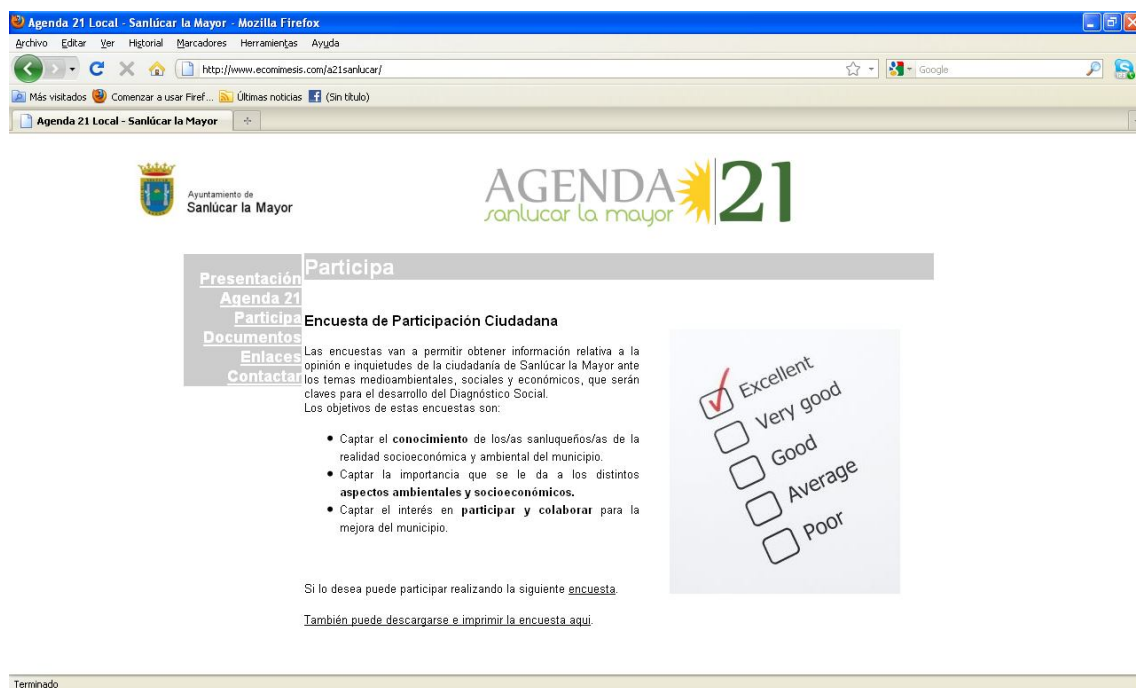 Agenda 21 Local - Sanlúcar la Mayor - Mozilla Firefox
Archivo Editar Ver Historial Marcadores Herramientas Ayuda
http://www.ecomimesis.com/a21sanlucar/
Google
Más visitados Comenzar a usar Firef... Últimas noticias (Sin título)
Agenda 21 Local - Sanlúcar la Mayor
Ayuntamiento de
Sanlúcar la Mayor
AGENDA 21
sanlucar la mayor
Presentación
Agenda 21
Participa
Documentos
Enlaces
Contactar
Participa
Encuesta de Participación Ciudadana
Las encuestas van a permitir obtener información relativa a la
opinión e inquietudes de la ciudadanía de Sanlúcar la Mayor ante
los temas medioambientales, sociales y económicos, que serán
claves para el desarrollo del Diagnóstico Social.
Los objetivos de estas encuestas son:
• Captar el conocimiento de los/as sanluqueños/as de la
realidad socioeconómica y ambiental del municipio.
• Captar la importancia que se le da a los distintos
aspectos ambientales y socioeconómicos.
• Captar el interés en participar y colaborar para la
mejora del municipio.
Si lo desea puede participar realizando la siguiente encuesta.
También puede descargarse e imprimir la encuesta aqui.
Excellent
Very good
Good
Average
Poor
Terminado